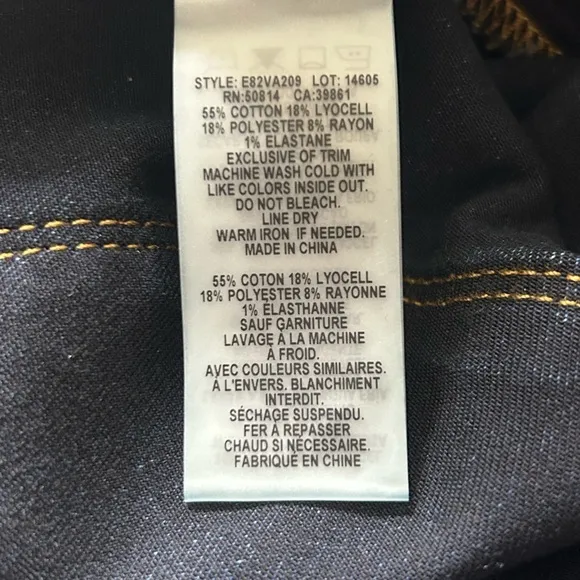 STYLE: E82VA209 LOT: 14605
RN:50814 CA:39861
55% COTTON 18% LYOCELL
18% POLYESTER 8% RAYON
1% ELASTANE
EXCLUSIVE OF TRIM
MACHINE WASH COLD WITH
LIKE COLORS INSIDE OUT.
DO NOT BLEACH.
LINE DRY
WARM IRON IF NEEDED.
MADE IN CHINA
55% COTON 18% LYOCELL
18% POLYESTER 8% RAYONNE
1% ÉLASTHANNE
SAUF GARNITURE
LAVAGE À LA MACHINE
À FROID.
AVEC COULEURS SIMILAIRES.
À L'ENVERS. BLANCHIMENT
INTERDIT.
SÉCHAGE SUSPENDU.
FER À REPASSER
CHAUD SI NÉCESSAIRE.
FABRIQUÉ EN CHINE